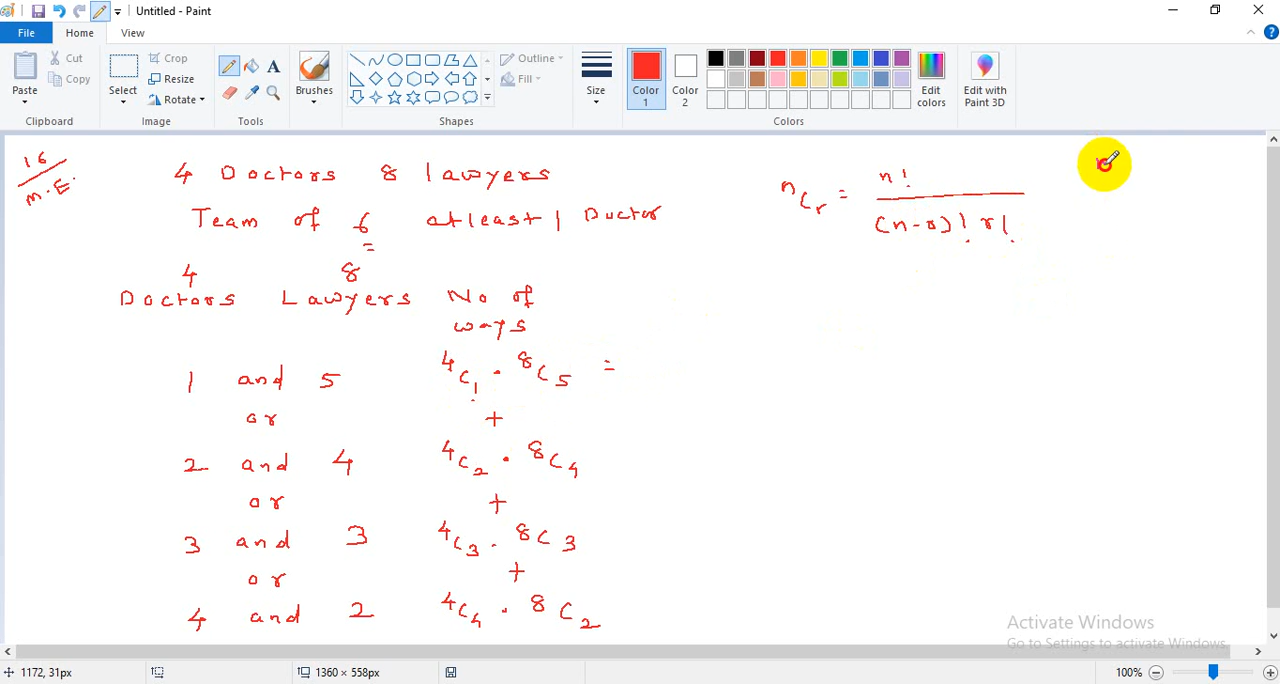 Untitled - Paint
File Home View
Paste Cut Copy
Clipboard
Select Crop Resize Rotate
Image
A
Tools
Brushes
Outline Fill
Shapes
Size
Color 1 Color 2 Edit colors
Colors
Edit with Paint 3D
16
M.E.
4 Doctors 8 lawyers
Team of 6 atleast 1 Doctor
4 8
Doctors Lawyers No of ways
1 and 5 4C1 . 8C5 =
or +
2 and 4 4C2 . 8C4
or +
3 and 3 4C3 . 8C3
or +
4 and 2 4C4 . 8C2
nCr = n!
(n-r)! r!
Activate Windows
Go to Settings to activate Windows.
1172, 31px 1360 × 558px 100%